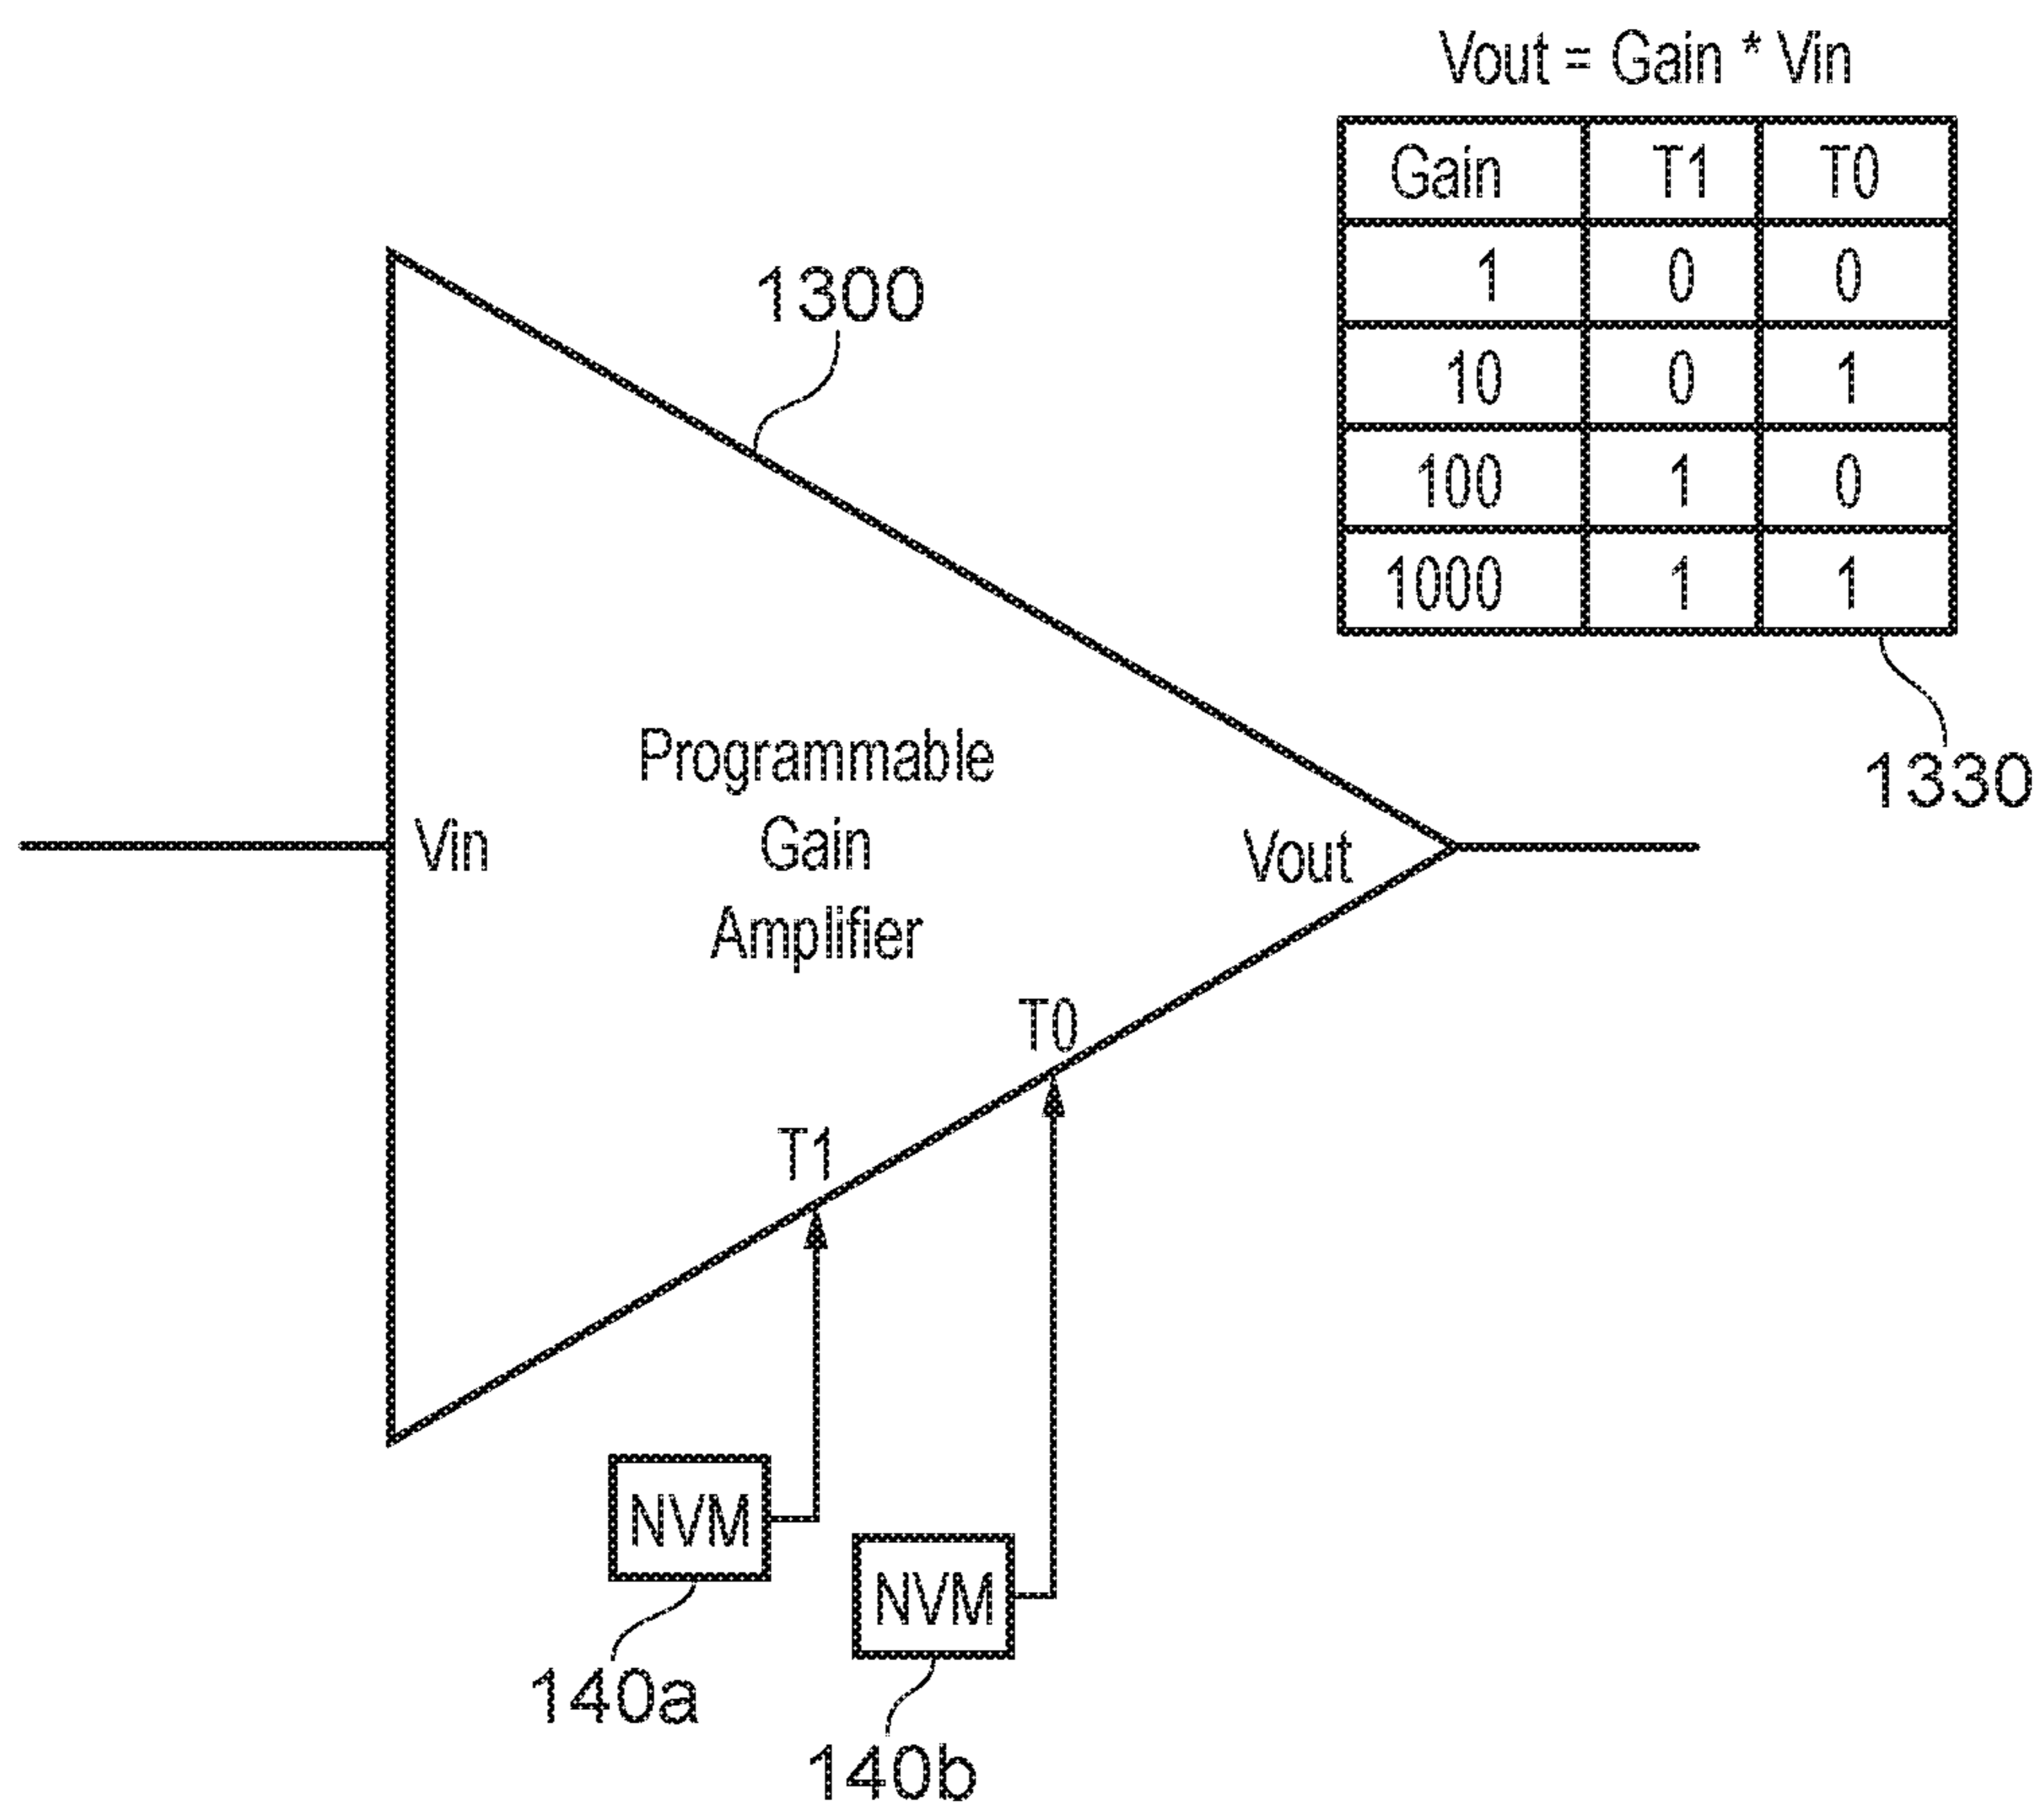 Vout = Gain * Vin
Gain T1 T0
1 0 0
10 0 1
100 1 0
1000 1 1
1330
1300
Programmable
Gain
Amplifier
Vin
Vout
T0
T1
NVM
140a
NVM
140b